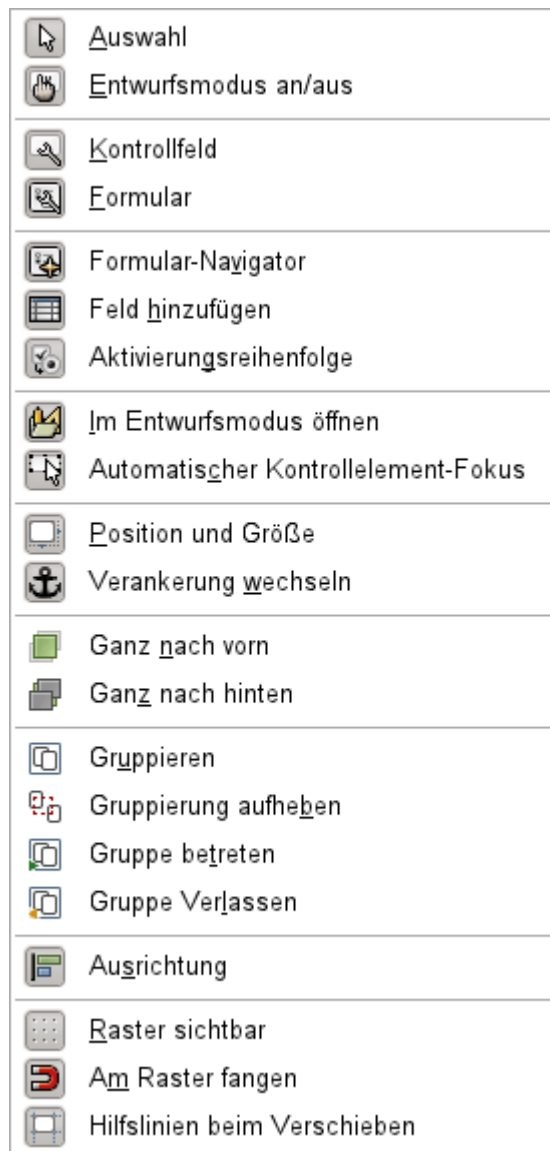 Auswahl
Entwurfsmodus an/aus
Kontrollfeld
Formular
Formular-Navigator
Feld hinzufügen
Aktivierungsreihenfolge
Im Entwurfsmodus öffnen
Automatischer Kontrollelement-Fokus
Position und Größe
Verankerung wechseln
Ganz nach vorn
Ganz nach hinten
Gruppieren
Gruppierung aufheben
Gruppe betreten
Gruppe Verlassen
Ausrichtung
Raster sichtbar
Am Raster fangen
Hilfslinien beim Verschieben